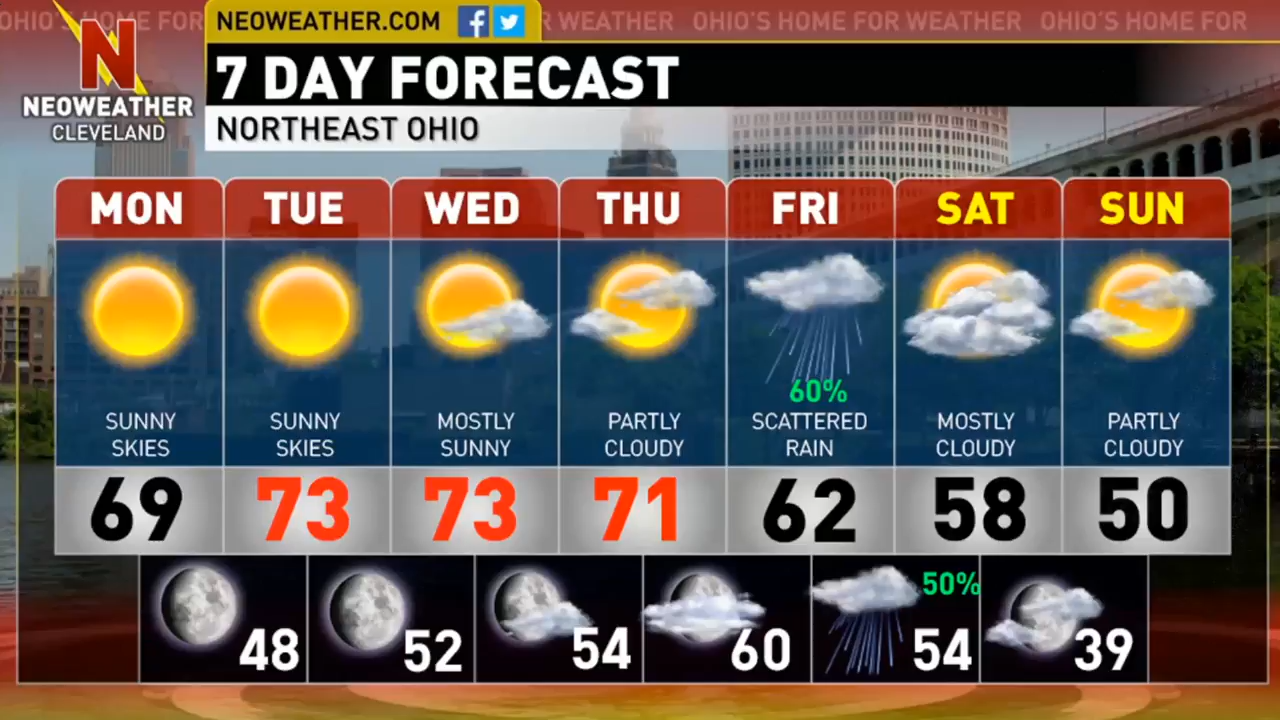 OHIO'S HOME FOR WEATHER OHIO'S HOME FOR WEATHER OHIO'S HOME FOR
NEOWEATHER.COM
N
NEOWEATHER
CLEVELAND
7 DAY FORECAST
NORTHEAST OHIO
MON TUE WED THU FRI SAT SUN
60%
SUNNY SUNNY MOSTLY PARTLY SCATTERED MOSTLY PARTLY
SKIES SKIES SUNNY CLOUDY RAIN CLOUDY CLOUDY
69 73 73 71 62 58 50
50%
48 52 54 60 54 39